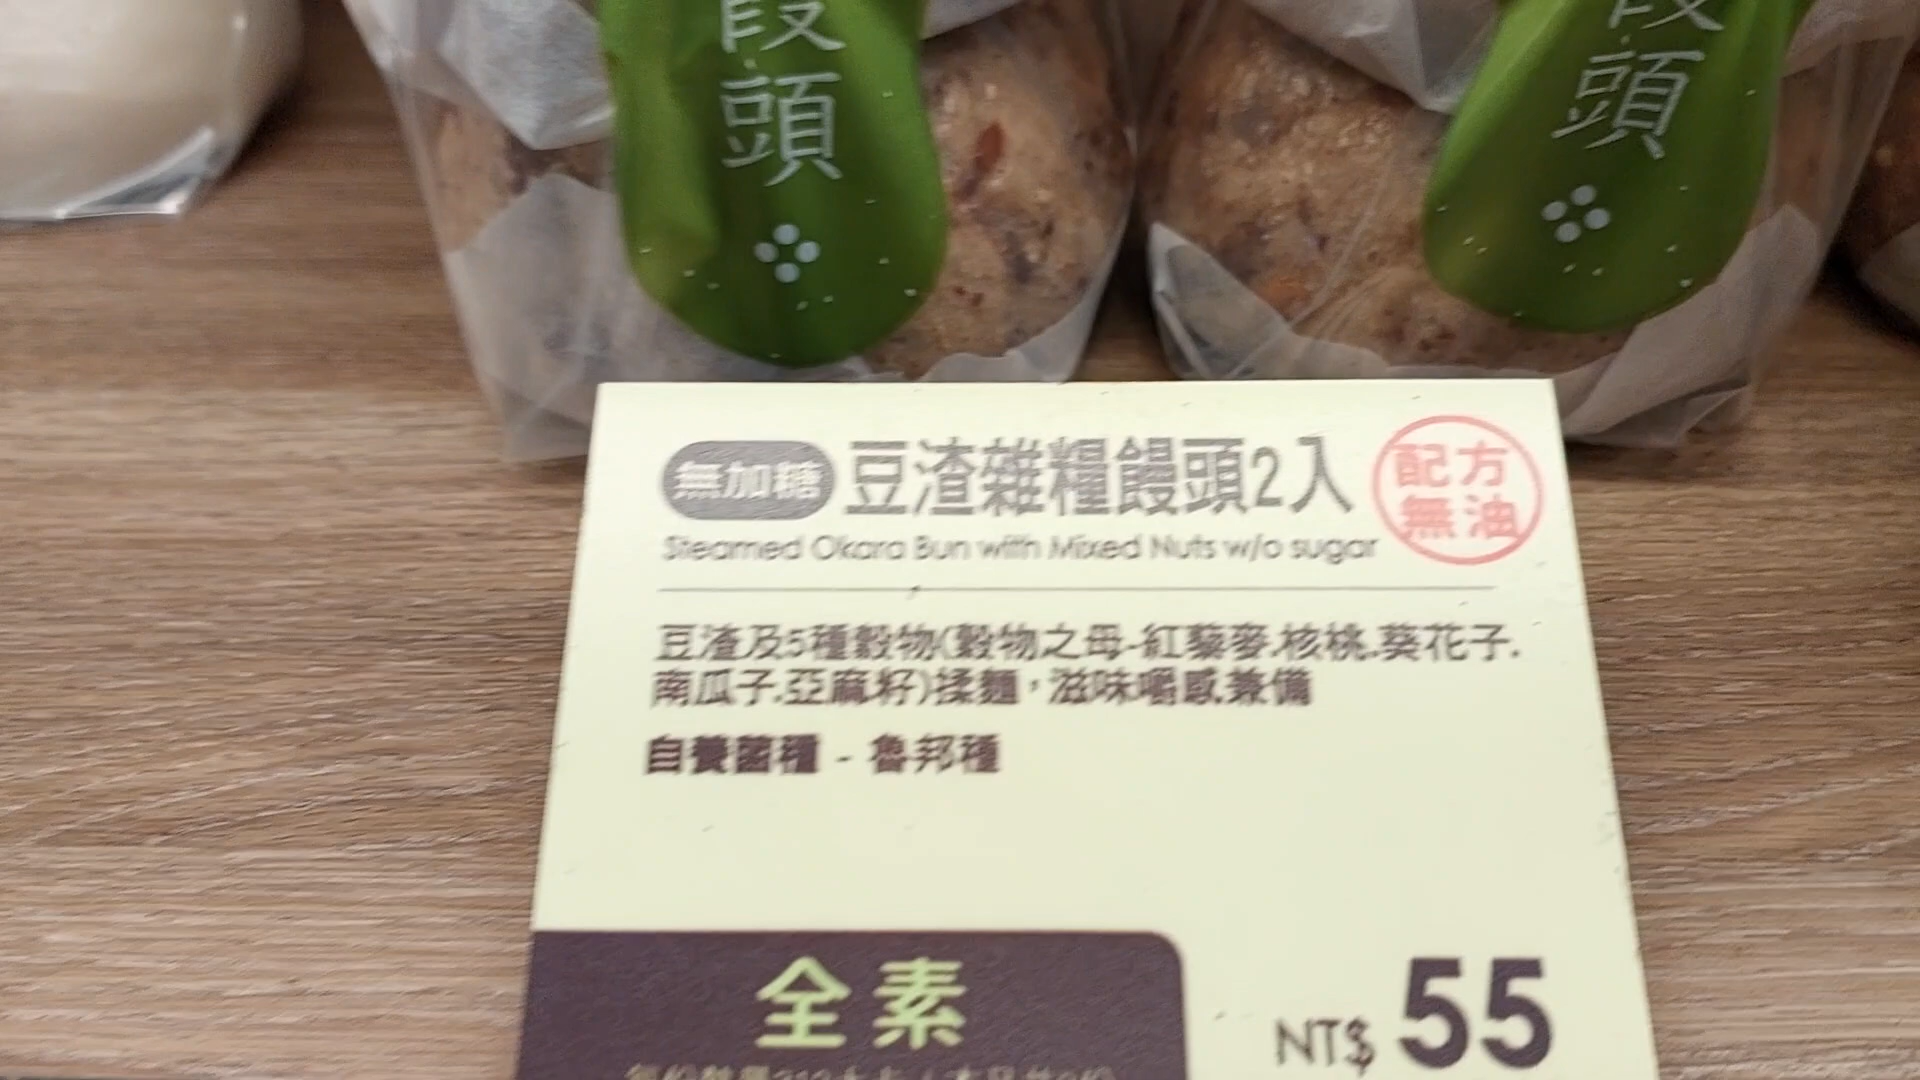 頭
頭
無加糖 豆渣雜糧饅頭2入
配方
無油
Steamed Okara Bun with Mixed Nuts w/o sugar
豆渣及5種穀物(穀物之母-紅藜麥.核桃.葵花子.
南瓜子.亞麻籽)揉麵，滋味嚼感兼備
自養菌種 - 魯邦種
全素
NT$ 55